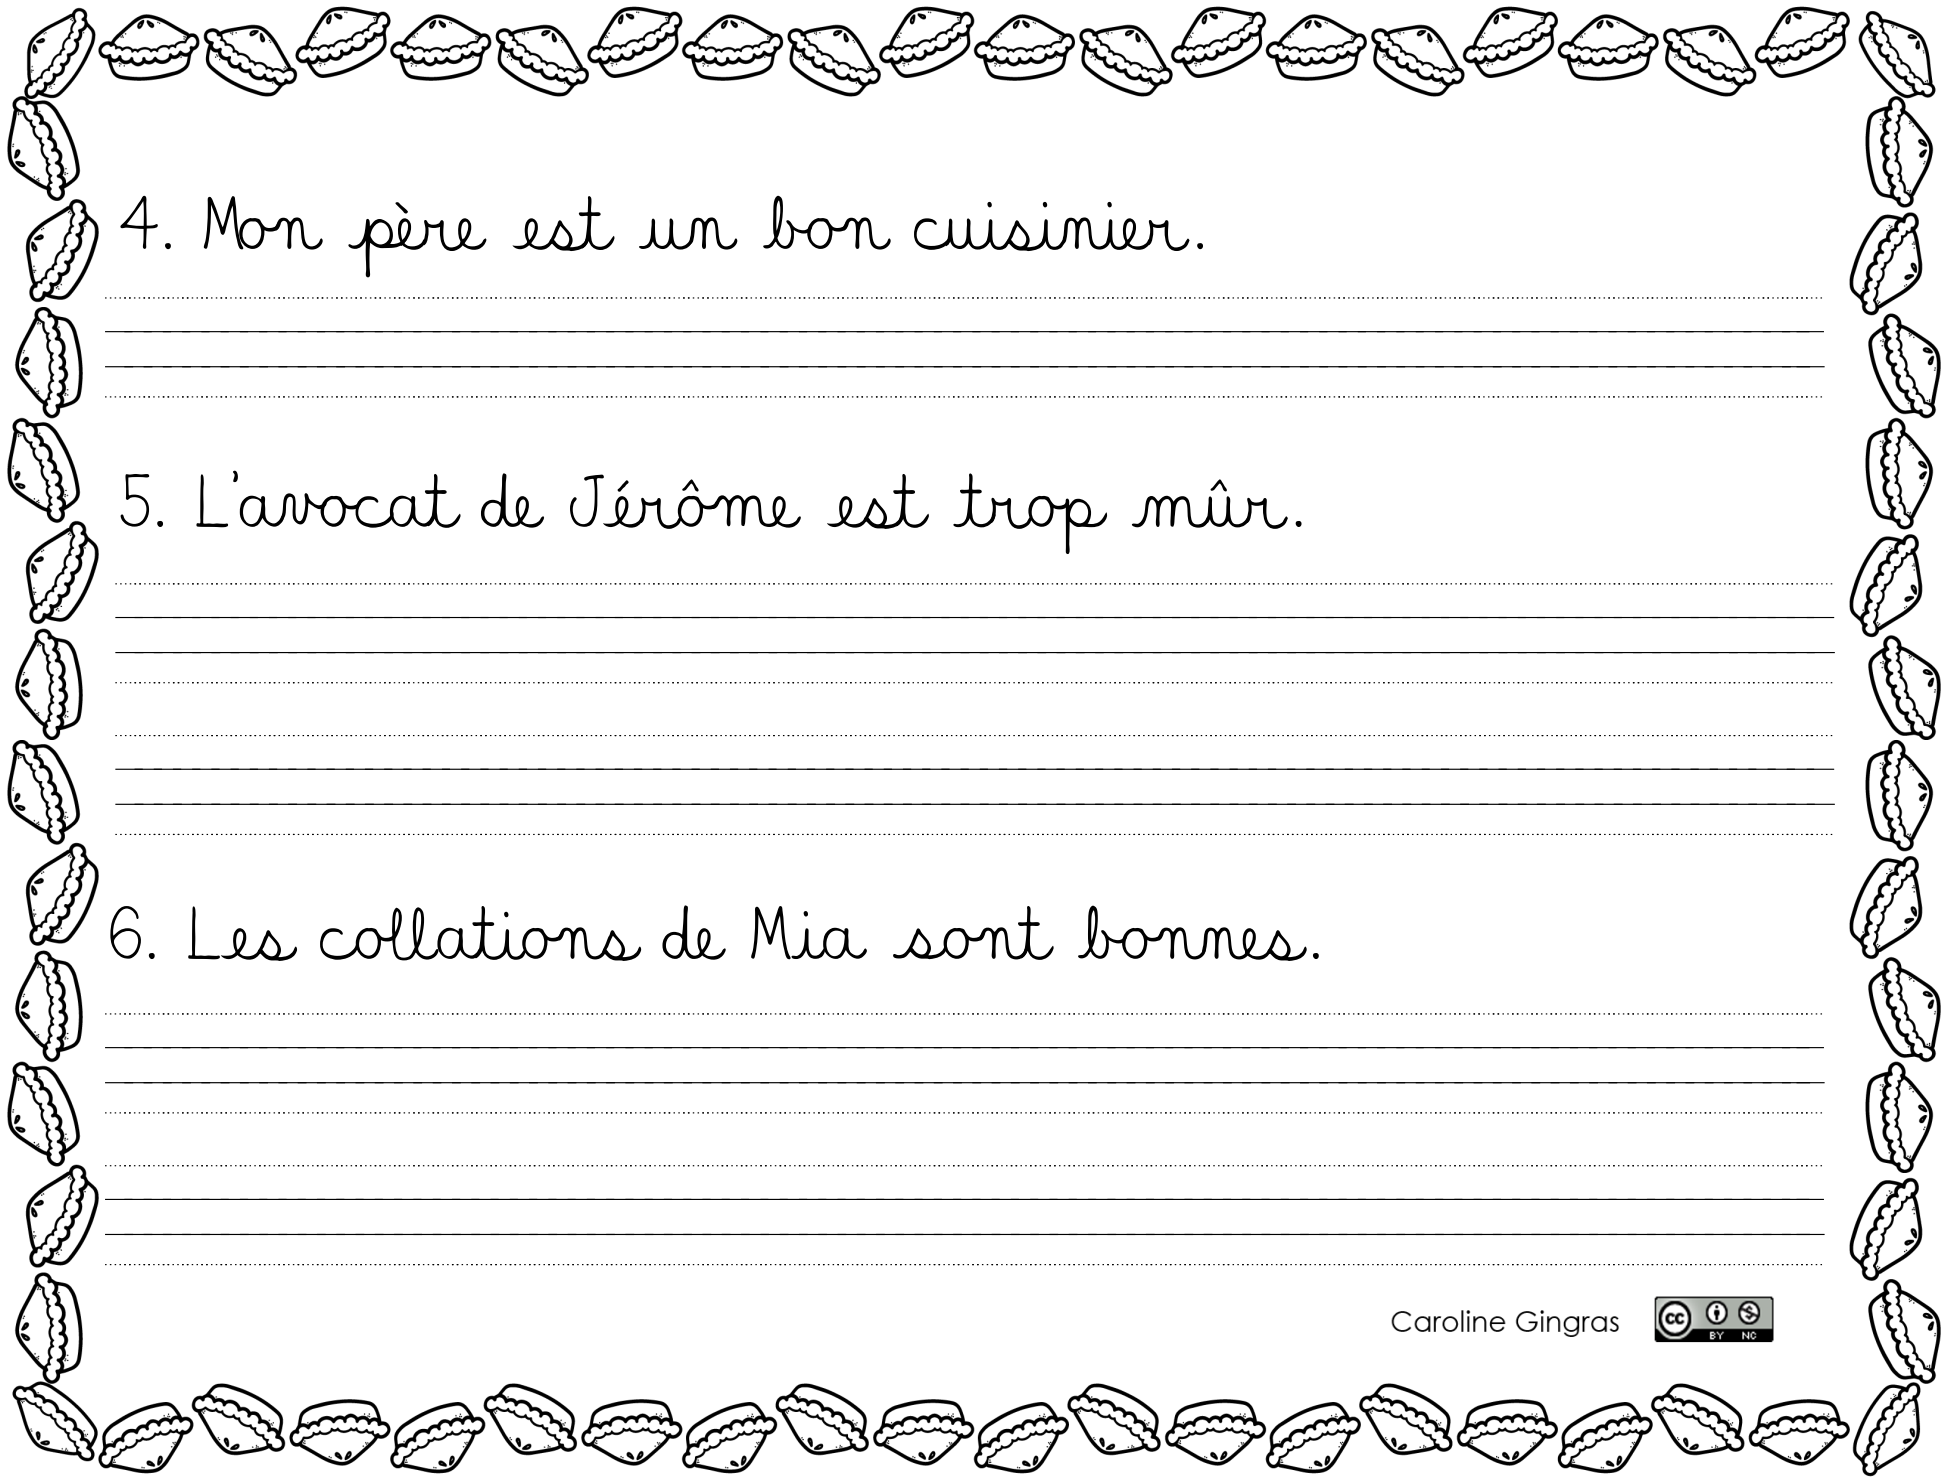 4. Mon père est un bon cuisinier.
5. L'avocat de Jérôme est trop mûr.
6. Les collations de Mia sont bonnes.
Caroline Gingras
cc BY NC